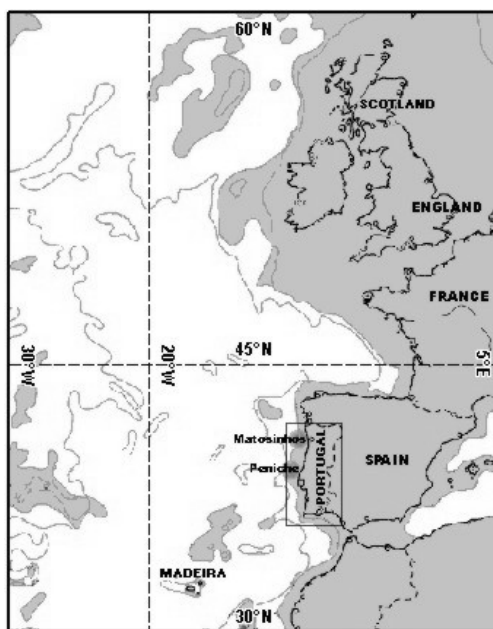 60°N
SCOTLAND
ENGLAND
FRANCE
30°W
20°W
45°N
5°E
Matosinhos
Peniche
PORTUGAL
SPAIN
MADEIRA
30°N